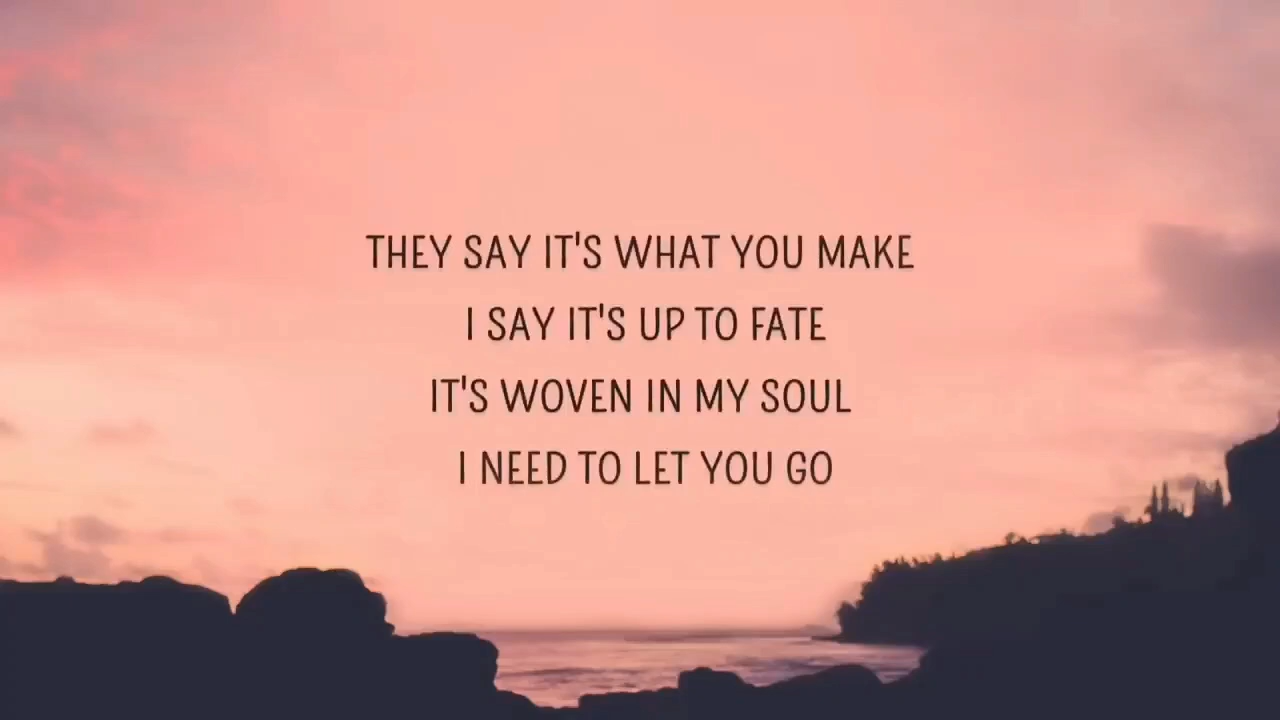 THEY SAY IT'S WHAT YOU MAKE
I SAY IT'S UP TO FATE
IT'S WOVEN IN MY SOUL
I NEED TO LET YOU GO